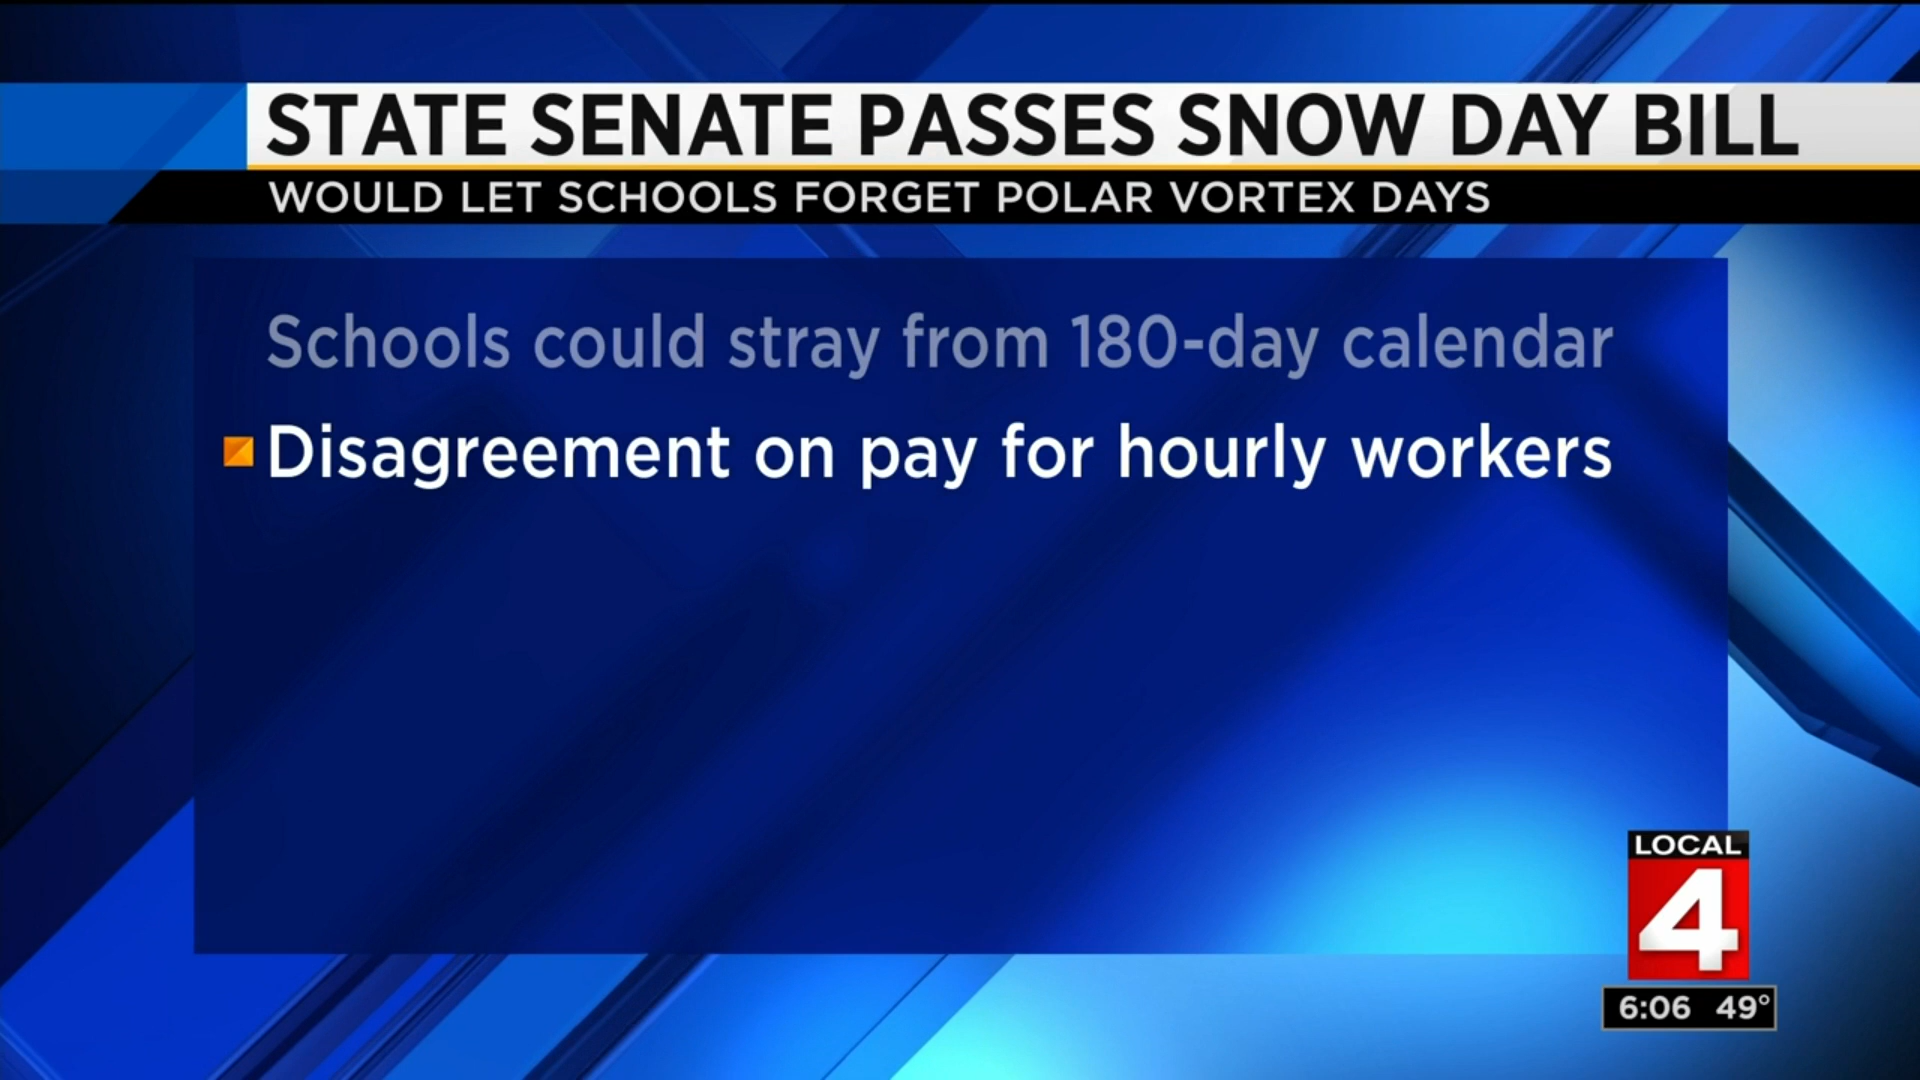 STATE SENATE PASSES SNOW DAY BILL
WOULD LET SCHOOLS FORGET POLAR VORTEX DAYS
Schools could stray from 180-day calendar
Disagreement on pay for hourly workers
LOCAL
4
6:06 49°